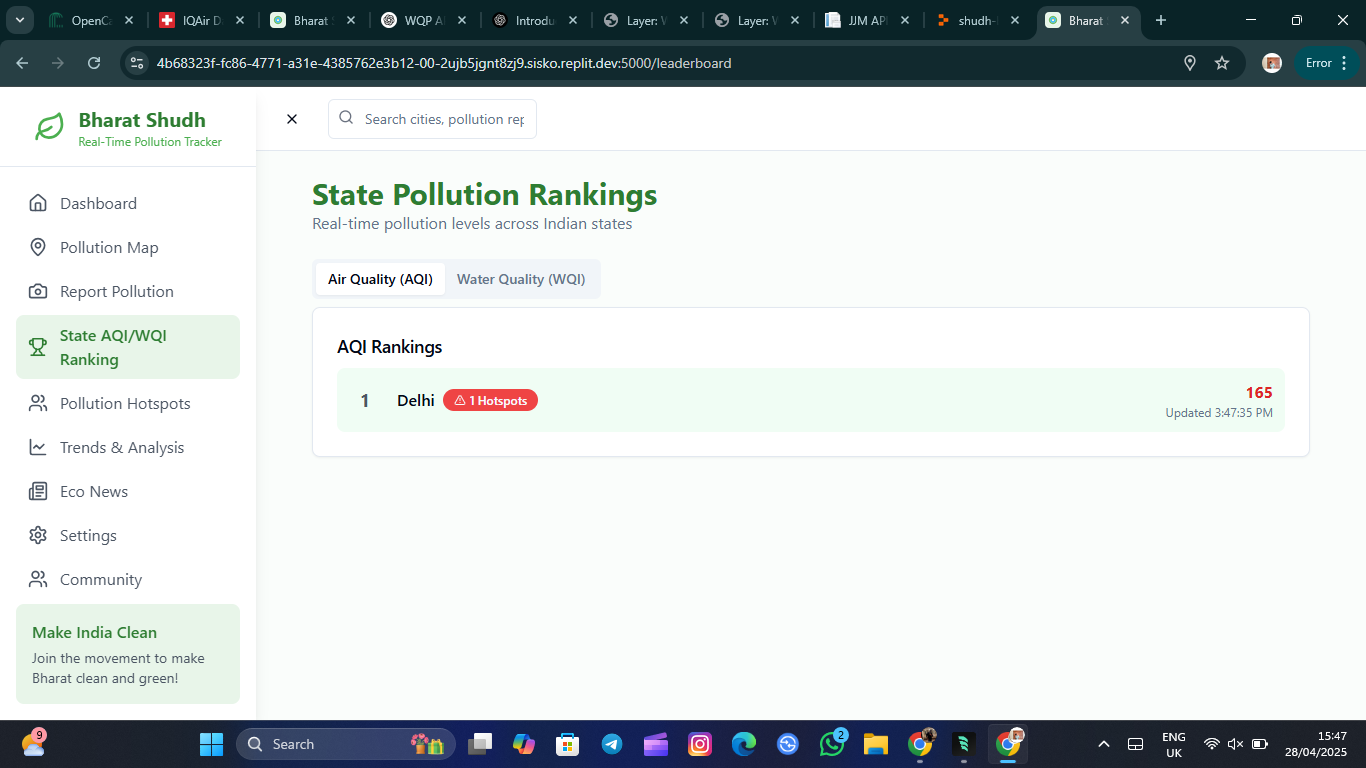 OpenCa
IQAir D
Bharat S
WQP A
Introdu
Layer: W
Layer: W
JJM API
shudh-
Bharat S
4b68323f-fc86-4771-a31e-4385762e3b12-00-2ujb5jgnt8zj9.sisko.replit.dev:5000/leaderboard
Error
Bharat Shudh
Real-Time Pollution Tracker
Search cities, pollution rep
Dashboard
Pollution Map
Report Pollution
State AQI/WQI
Ranking
Pollution Hotspots
Trends & Analysis
Eco News
Settings
Community
Make India Clean
Join the movement to make
Bharat clean and green!
State Pollution Rankings
Real-time pollution levels across Indian states
Air Quality (AQI) Water Quality (WQI)
AQI Rankings
1 Delhi 1 Hotspots 165
Updated 3:47:35 PM
9
Search
2
ENG
UK
15:47
28/04/2025